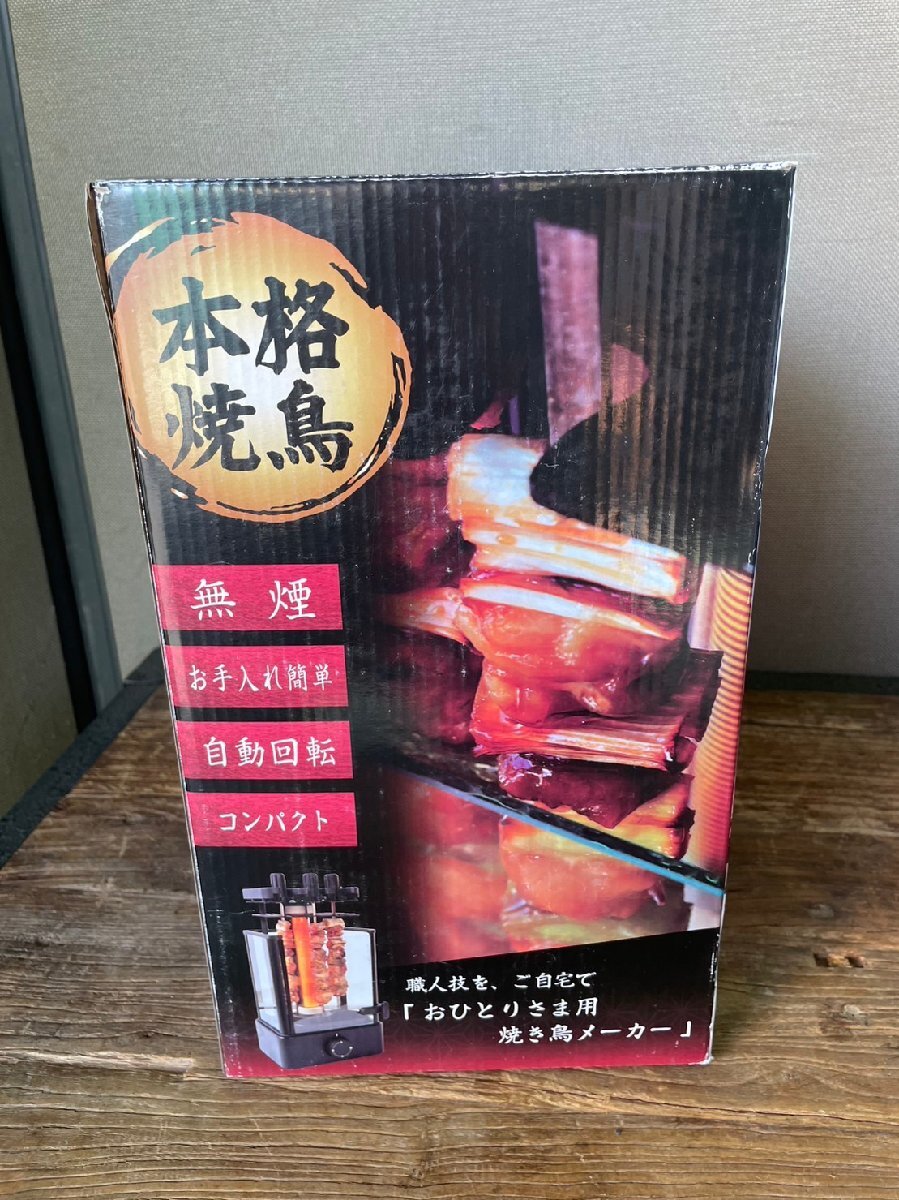 本格
焼鳥
無煙
お手入れ簡単
自動回転
コンパクト
職人技を、ご自宅で
「おひとりさま用
焼き鳥メーカー」